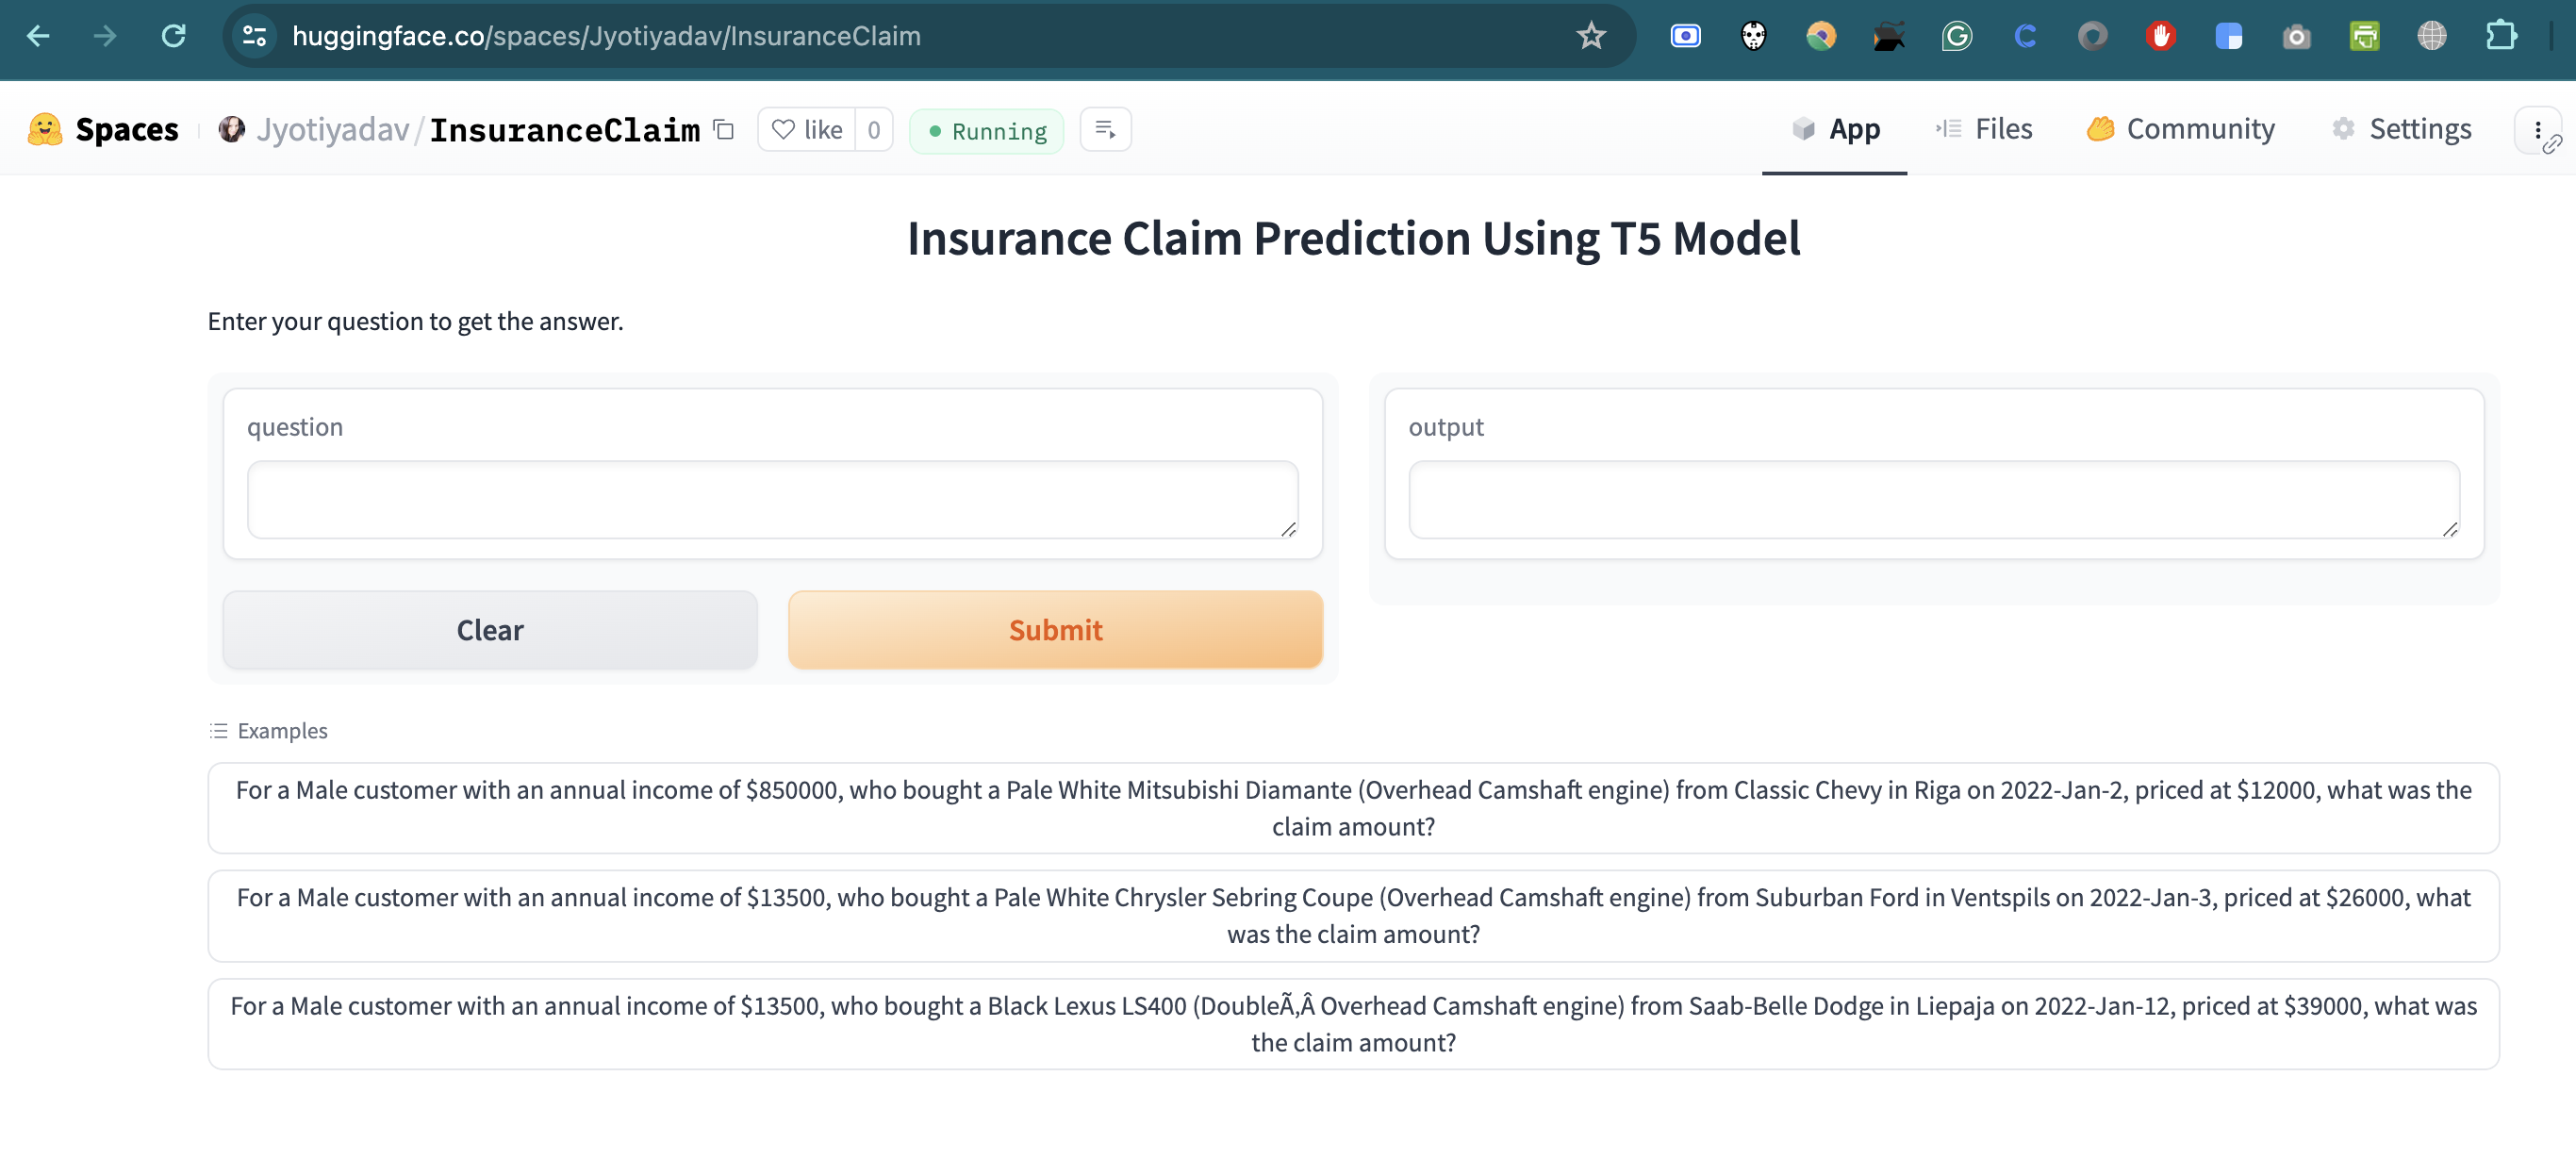 huggingface.co/spaces/Jyotiyadav/InsuranceClaim
Spaces Jyotiyadav/InsuranceClaim like 0 Running App Files Community Settings
Insurance Claim Prediction Using T5 Model
Enter your question to get the answer.
question
output
Clear Submit
Examples
For a Male customer with an annual income of $850000, who bought a Pale White Mitsubishi Diamante (Overhead Camshaft engine) from Classic Chevy in Riga on 2022-Jan-2, priced at $12000, what was the
claim amount?
For a Male customer with an annual income of $13500, who bought a Pale White Chrysler Sebring Coupe (Overhead Camshaft engine) from Suburban Ford in Ventspils on 2022-Jan-3, priced at $26000, what
was the claim amount?
For a Male customer with an annual income of $13500, who bought a Black Lexus LS400 (DoubleÃ‚Â Overhead Camshaft engine) from Saab-Belle Dodge in Liepaja on 2022-Jan-12, priced at $39000, what was
the claim amount?